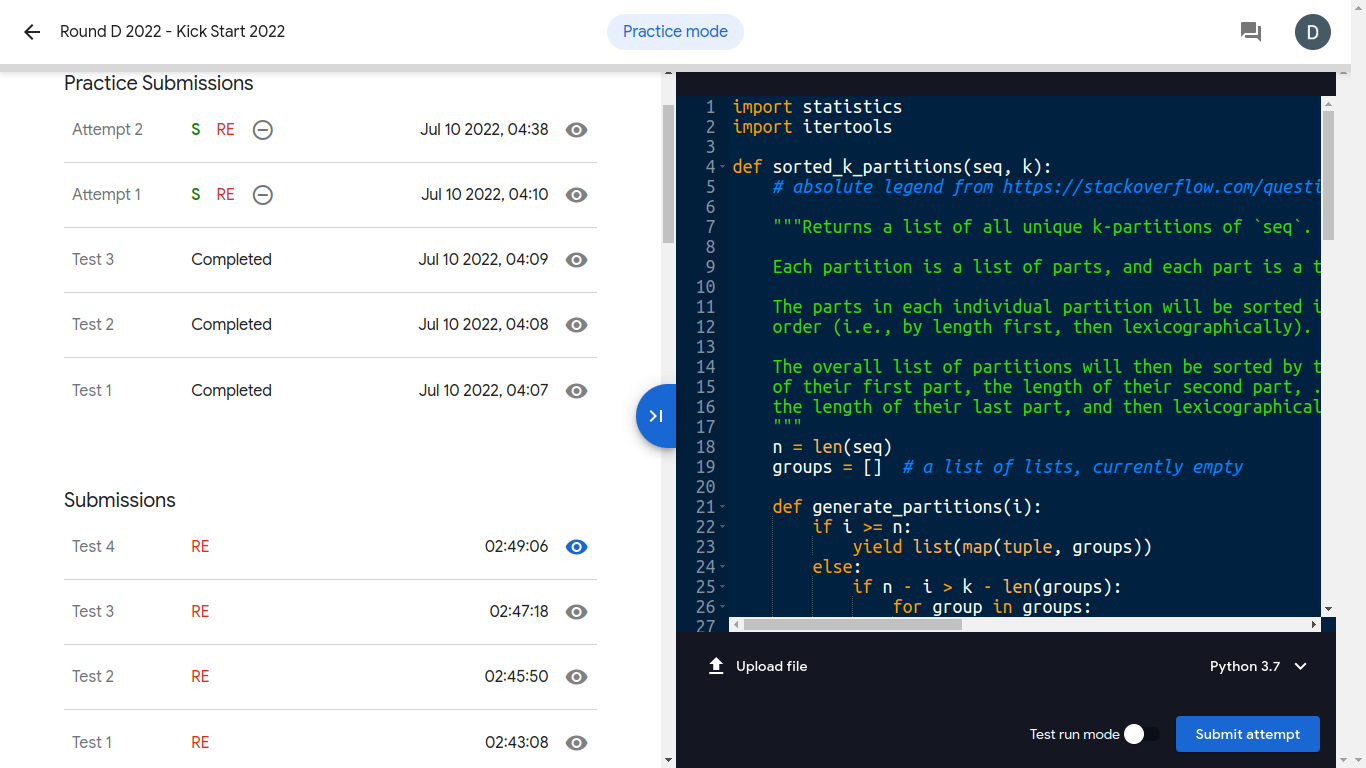 Round D 2022 - Kick Start 2022
Practice mode
D
Practice Submissions
Attempt 2 S RE Jul 10 2022, 04:38
Attempt 1 S RE Jul 10 2022, 04:10
Test 3 Completed Jul 10 2022, 04:09
Test 2 Completed Jul 10 2022, 04:08
Test 1 Completed Jul 10 2022, 04:07
Submissions
Test 4 RE 02:49:06
Test 3 RE 02:47:18
Test 2 RE 02:45:50
Test 1 RE 02:43:08
1 import statistics
2 import itertools
3
4 def sorted_k_partitions(seq, k):
5 # absolute legend from https://stackoverflow.com/questi
6
7 """Returns a list of all unique k-partitions of `seq`.
8
9 Each partition is a list of parts, and each part is a t
10
11 The parts in each individual partition will be sorted i
12 order (i.e., by length first, then lexicographically).
13
14 The overall list of partitions will then be sorted by t
15 of their first part, the length of their second part, .
16 the length of their last part, and then lexicographical
17 """
18 n = len(seq)
19 groups = [] # a list of lists, currently empty
20
21 def generate_partitions(i):
22 if i >= n:
23 yield list(map(tuple, groups))
24 else:
25 if n - i > k - len(groups):
26 for group in groups:
27
Upload file
Python 3.7
Test run mode
Submit attempt